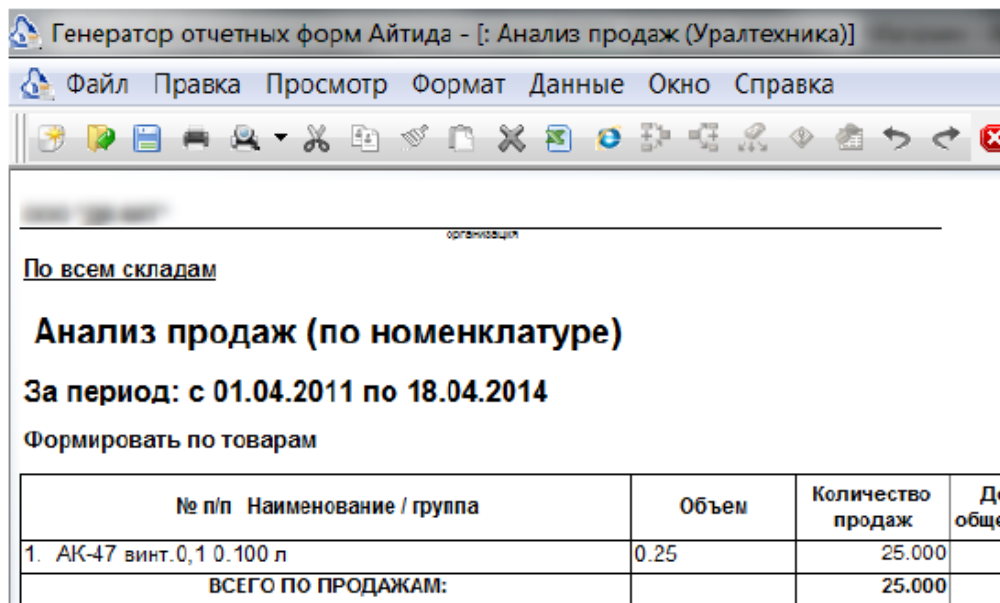 Генератор отчетных форм Айтида - [: Анализ продаж (Уралтехника)]
Файл Правка Просмотр Формат Данные Окно Справка
организация
По всем складам
Анализ продаж (по номенклатуре)
За период: с 01.04.2011 по 18.04.2014
Формировать по товарам
№ п/п Наименование / группа Объем Количество продаж
1. АК-47 винт.0,1 0.100 л 0.25 25.000
ВСЕГО ПО ПРОДАЖАМ: 25.000